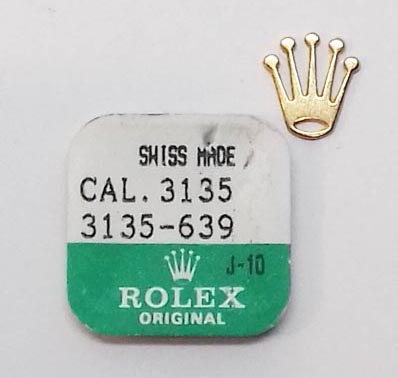 SWISS MADE
CAL. 3135
3135-639
J-10
ROLEX
ORIGINAL